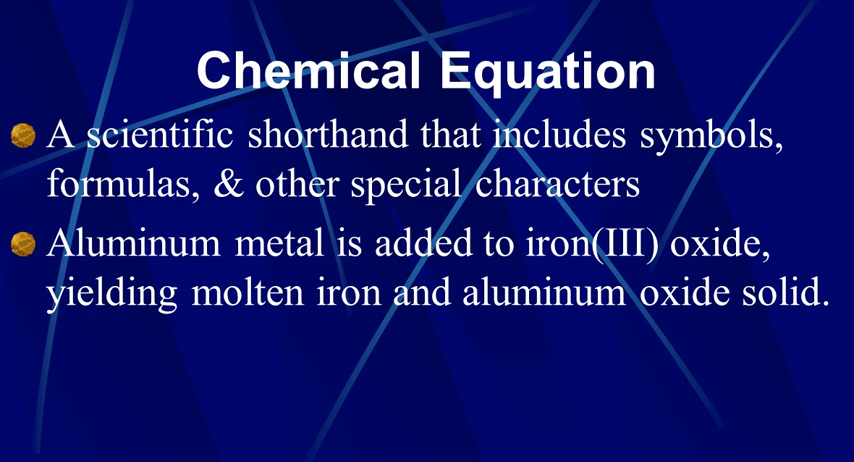 Chemical Equation
A scientific shorthand that includes symbols,
formulas, & other special characters
Aluminum metal is added to iron(III) oxide,
yielding molten iron and aluminum oxide solid.